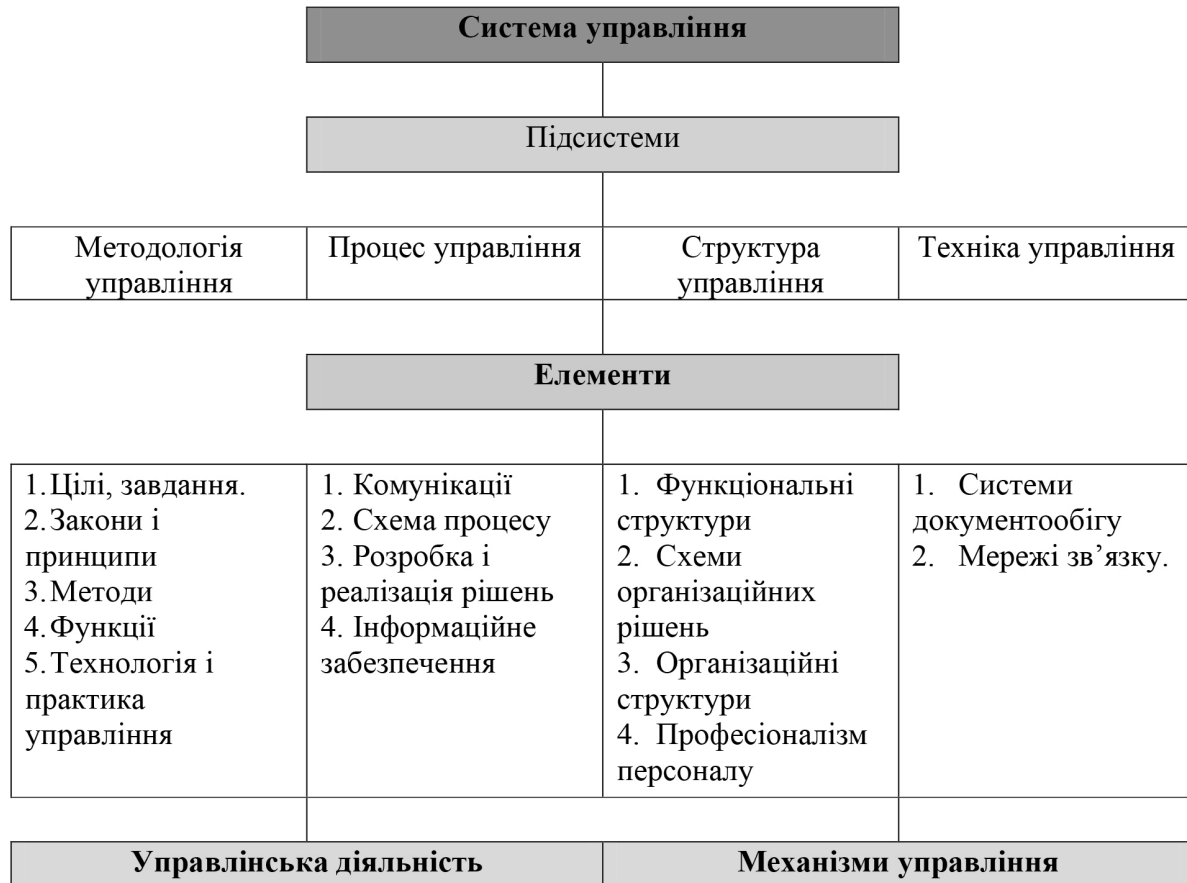 Система управління
Підсистеми
Методологія
управління
Процес управління
Структура
управління
Техніка управління
Елементи
1. Цілі, завдання.
2. Закони і
принципи
3. Методи
4. Функції
5. Технологія і
практика
управління
1. Комунікації
2. Схема процесу
3. Розробка і
реалізація рішень
4. Інформаційне
забезпечення
1. Функціональні
структури
2. Схеми
організаційних
рішень
3. Організаційні
структури
4. Професіоналізм
персоналу
1. Системи
документообігу
2. Мережі зв’язку.
Управлінська діяльність
Механізми управління